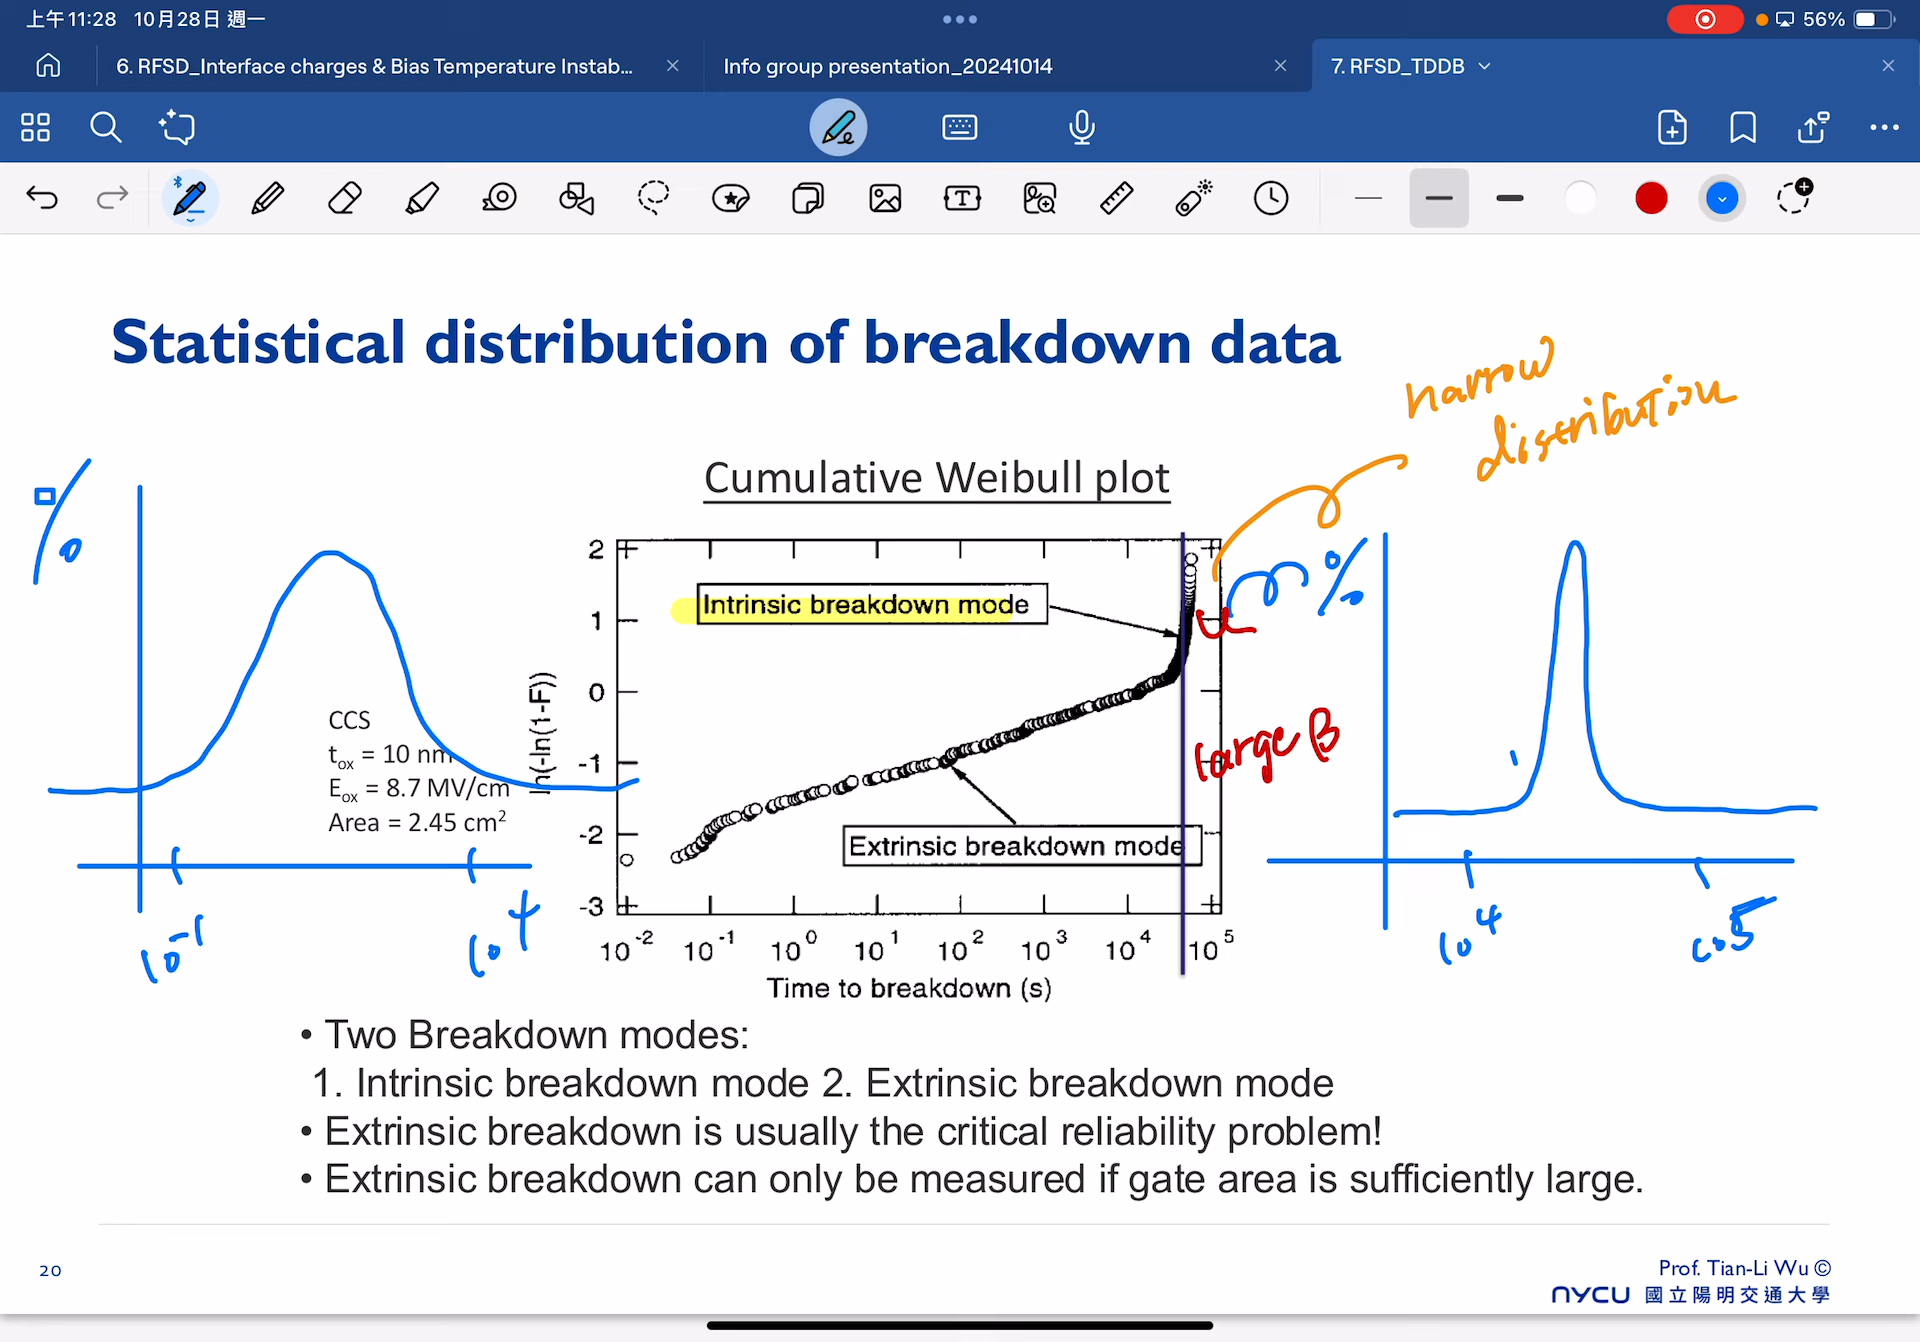 上午11:28 10月28日 週一
56%
6. RFSD_Interface charges & Bias Temperature Instab...
Info group presentation_20241014
7. RFSD_TDDB
Statistical distribution of breakdown data
narrow
distribution
Cumulative Weibull plot
%
%
2
1
0
-1
-2
-3
ln(-ln(1-F))
Intrinsic breakdown mode
Extrinsic breakdown mode
large β
CCS
tox = 10 nm
Eox = 8.7 MV/cm
Area = 2.45 cm²
10⁻¹
10⁴
10⁻² 10⁻¹ 10⁰ 10¹ 10² 10³ 10⁴ 10⁵
Time to breakdown (s)
10⁴
10⁵
• Two Breakdown modes:
1. Intrinsic breakdown mode 2. Extrinsic breakdown mode
• Extrinsic breakdown is usually the critical reliability problem!
• Extrinsic breakdown can only be measured if gate area is sufficiently large.
20
Prof. Tian-Li Wu ©
NYCU 國立陽明交通大學